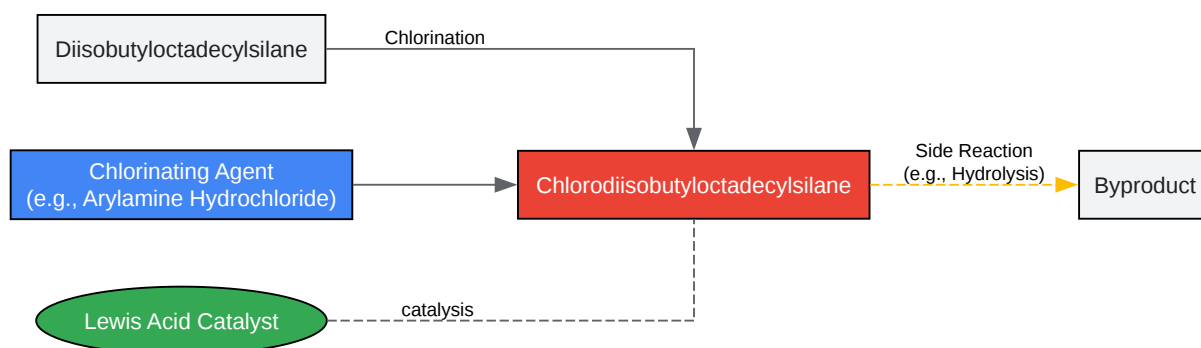 Diisobutyloctadecylsilane
Chlorination
Chlorinating Agent
(e.g., Arylamine Hydrochloride)
Chlorodiisobutyloctadecylsilane
Side Reaction
(e.g., Hydrolysis)
Byproduct
Lewis Acid Catalyst
catalysis